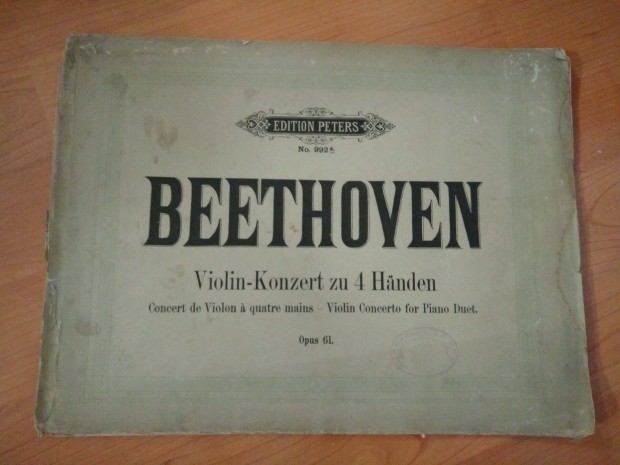 EDITION PETERS
No. 992
BEETHOVEN
Violin-Konzert zu 4 Händen
Concert de Violon à quatre mains – Violin Concerto for Piano Duet.
Opus 61.